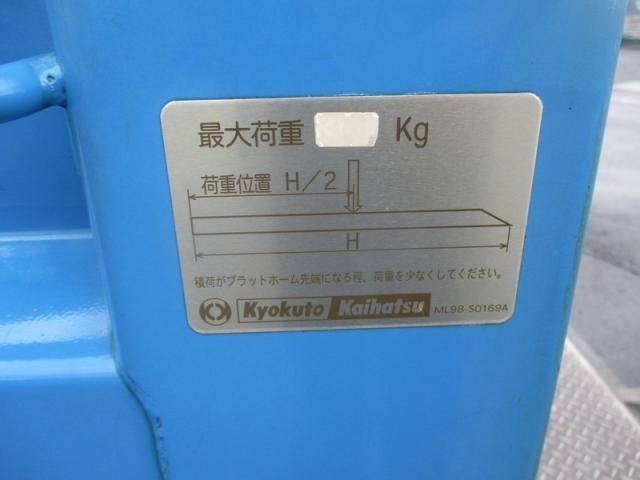 最大荷重 Kg
荷重位置 H/2
H
積荷がプラットホーム先端になる程、荷重を少なくしてください。
Kyokuto Kaihatsu ML98-S0169A